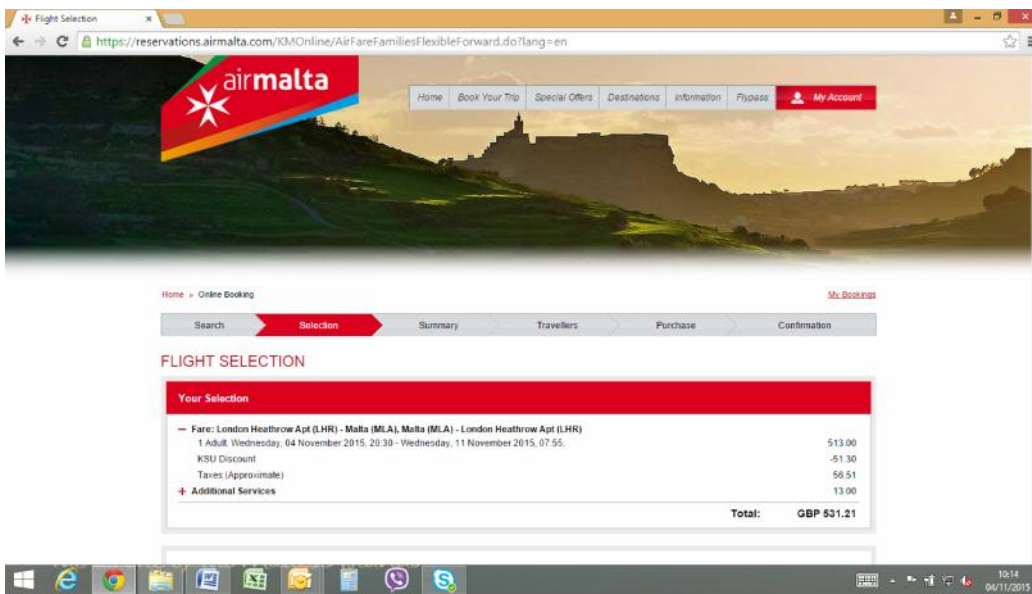 Flight Selection
https://reservations.airmalta.com/KMOnline/AirFareFamiliesFlexibleForward.do?lang=en
airmalta
Home Book Your Trip Special Offers Destinations Information Flypass My Account
Home » Online Booking My Bookings
Search Selection Summary Travellers Purchase Confirmation
FLIGHT SELECTION
Your Selection
− Fare: London Heathrow Apt (LHR) - Malta (MLA), Malta (MLA) - London Heathrow Apt (LHR)
1 Adult, Wednesday, 04 November 2015, 20:30 - Wednesday, 11 November 2015, 07:55. 513.00
KSU Discount -51.30
Taxes (Approximate) 56.51
+ Additional Services 13.00
Total: GBP 531.21
10:14
04/11/2015